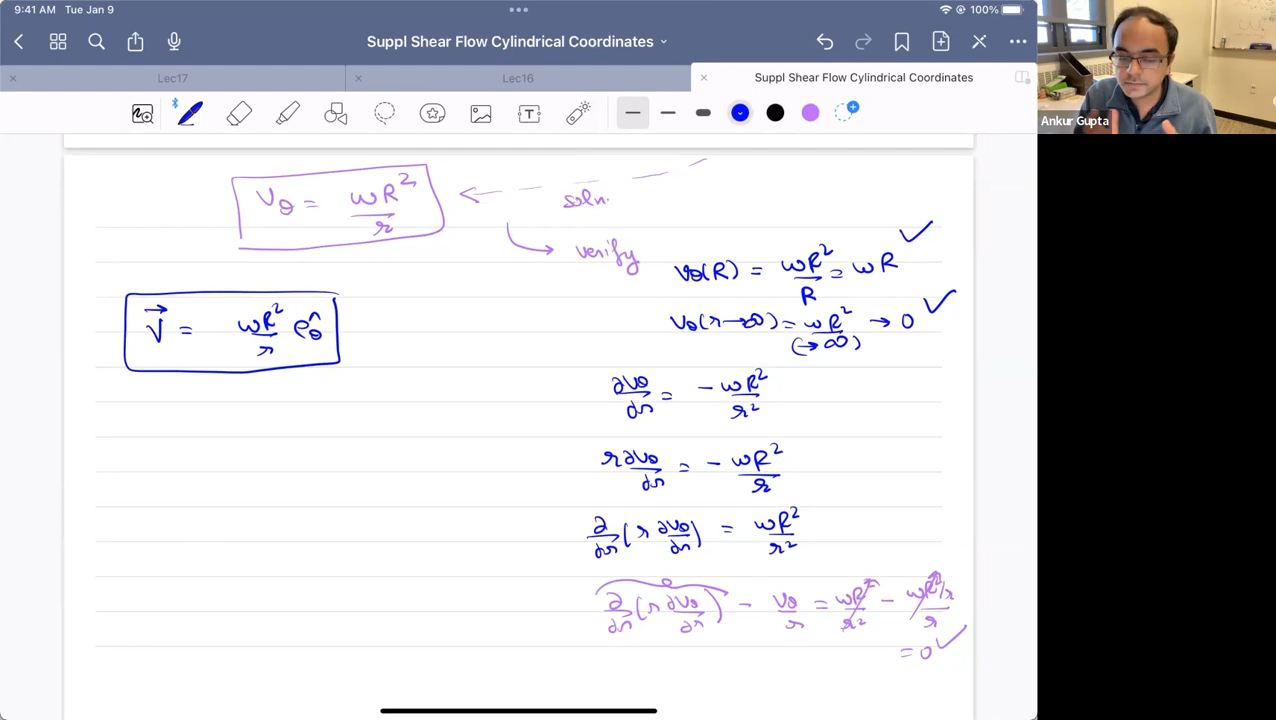 9:41 AM Tue Jan 9
100%
Suppl Shear Flow Cylindrical Coordinates
Lec17
Lec16
Suppl Shear Flow Cylindrical Coordinates
Ankur Gupta
vθ = ωR²/r
soln.
verify
vθ(R) = ωR²/R = ωR ✓
vθ(r→∞) = ωR²/(→∞) → 0 ✓
v⃗ = ωR²/r êθ
∂vθ/∂r = -ωR²/r²
r∂vθ/∂r = -ωR²/r
∂/∂r(r ∂vθ/∂r) = ωR²/r²
∂/∂r(r ∂vθ/∂r) - vθ/r = ωR²/r² - ωR²/r/r
= 0 ✓